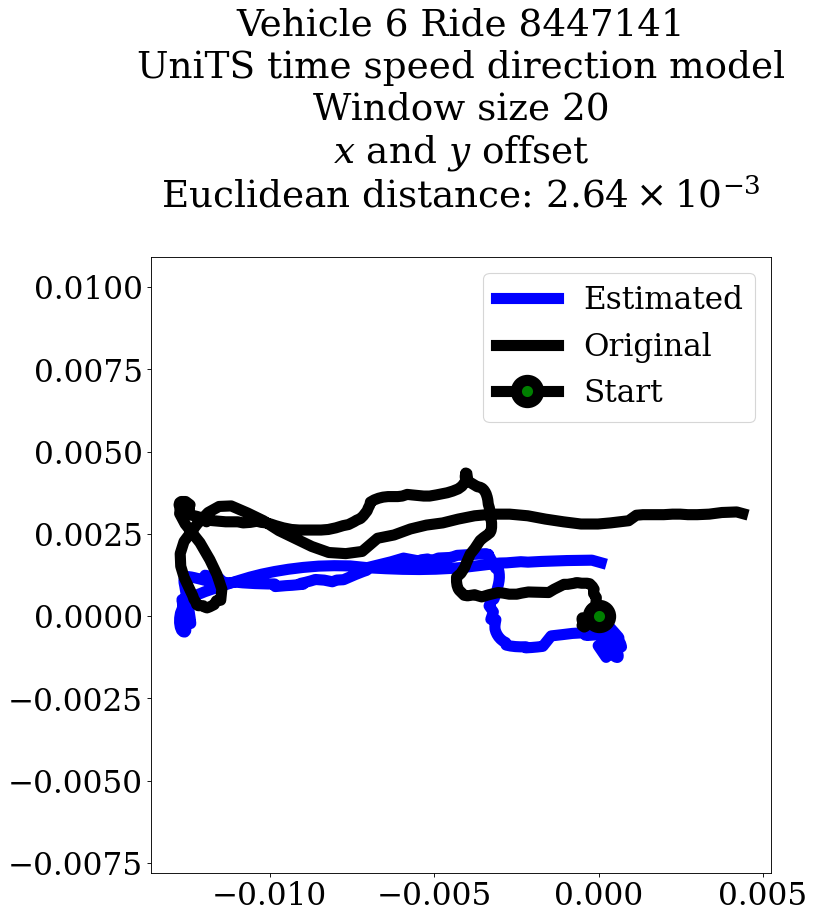 Vehicle 6 Ride 8447141
UniTS time speed direction model
Window size 20
x and y offset
Euclidean distance: 2.64 × 10⁻³
0.0100
0.0075
0.0050
0.0025
0.0000
−0.0025
−0.0050
−0.0075
Estimated
Original
Start
−0.010 −0.005 0.000 0.005